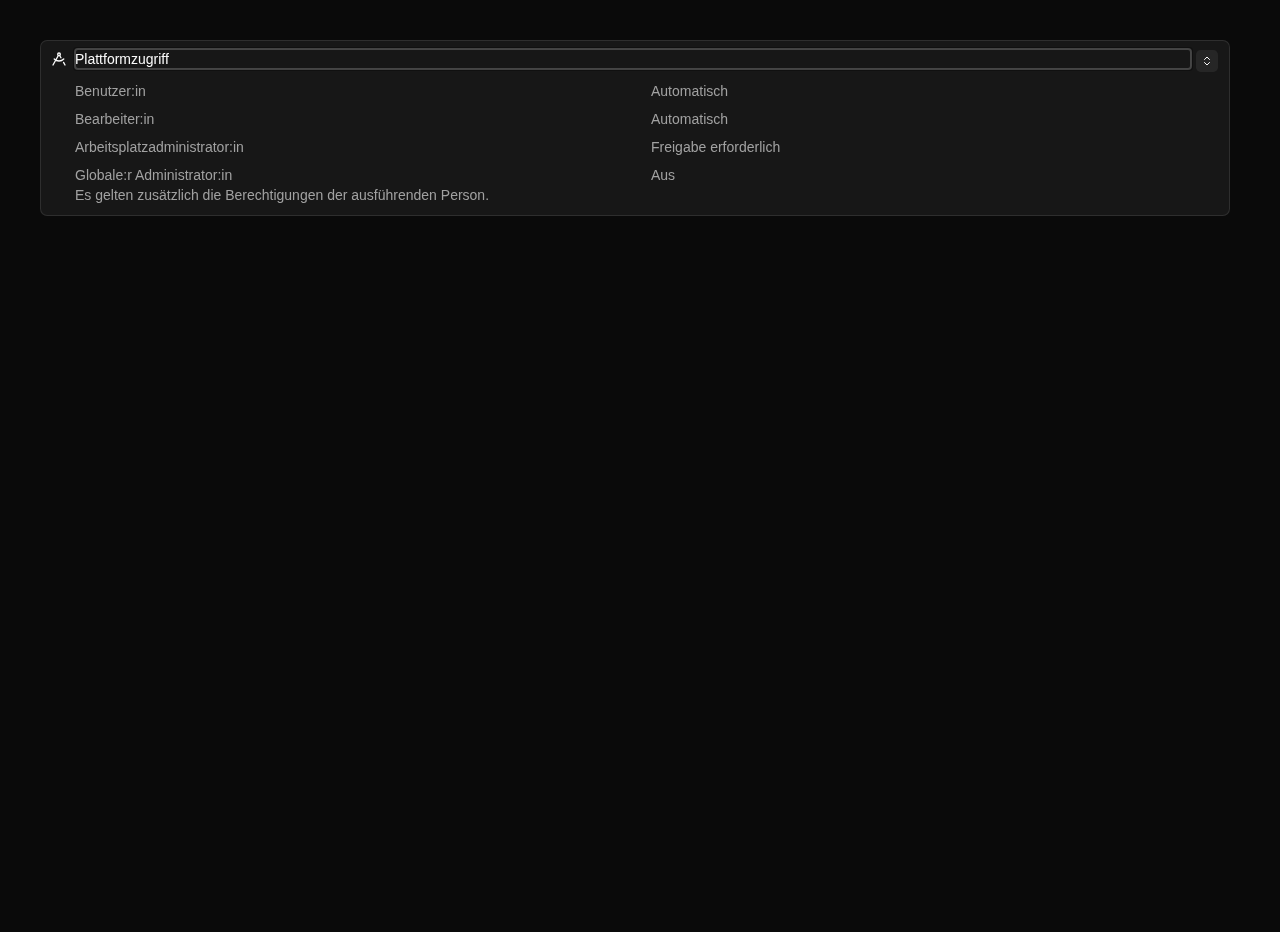 Plattformzugriff
Benutzer:in Automatisch
Bearbeiter:in Automatisch
Arbeitsplatzadministrator:in Freigabe erforderlich
Globale:r Administrator:in Aus
Es gelten zusätzlich die Berechtigungen der ausführenden Person.